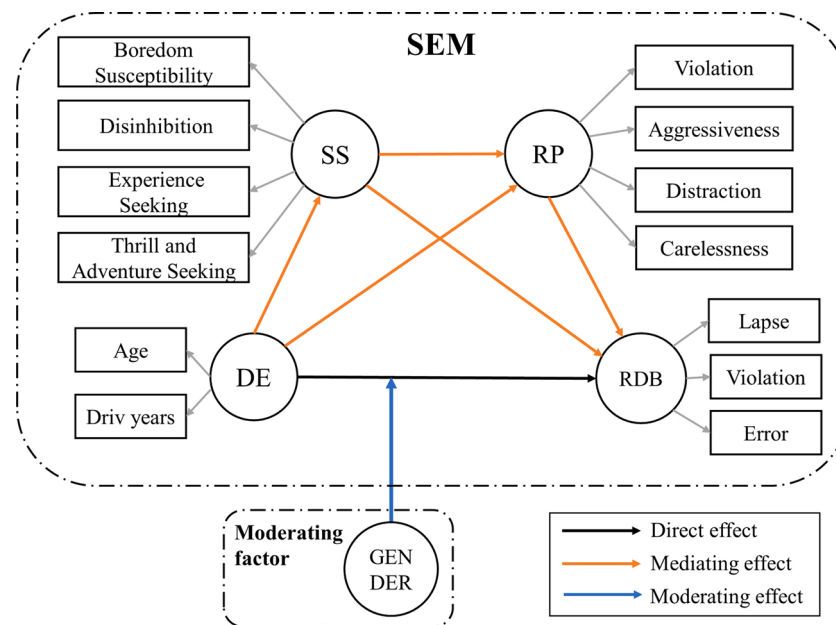 SEM
Boredom
Susceptibility
Disinhibition
Experience
Seeking
Thrill and
Adventure Seeking
SS
RP
Violation
Aggressiveness
Distraction
Carelessness
Age
Driv years
DE
RDB
Lapse
Violation
Error
Moderating
factor
GEN
DER
Direct effect
Mediating effect
Moderating effect